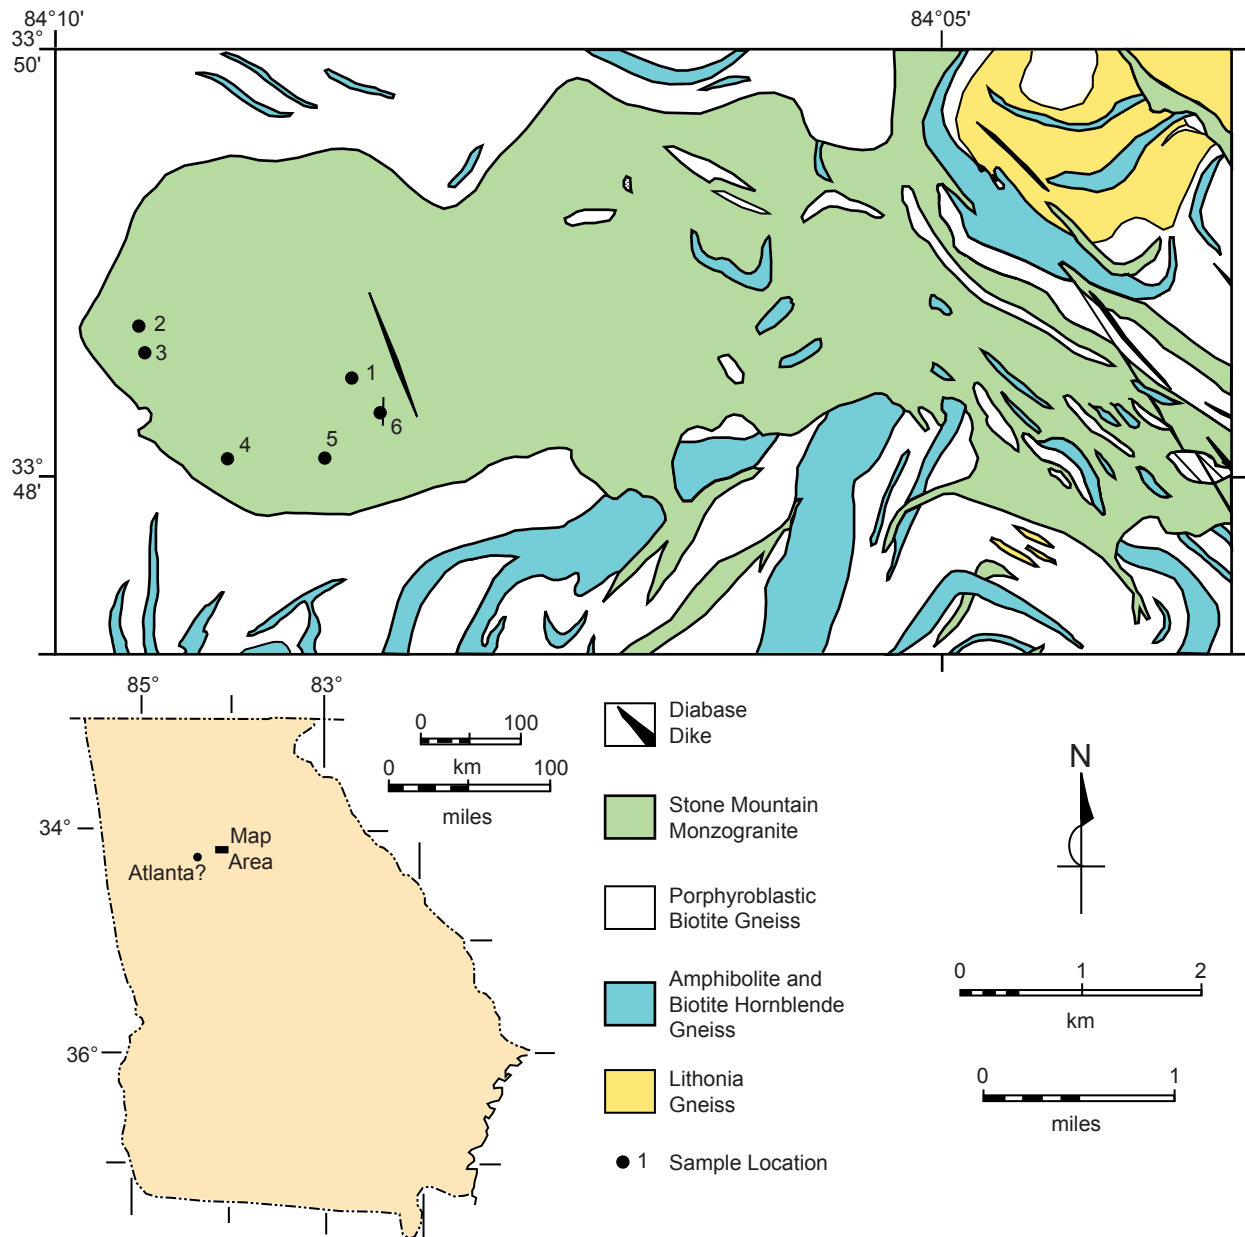 84°10'
84°05'
33°
50'
2
3
1
6
4
5
33°
48'
85°
83°
0 100
0 km 100
miles
34°
Map
Area
Atlanta?
36°
Diabase
Dike
Stone Mountain
Monzogranite
Porphyroblastic
Biotite Gneiss
Amphibolite and
Biotite Hornblende
Gneiss
Lithonia
Gneiss
1 Sample Location
N
0 1 2
km
0 1
miles